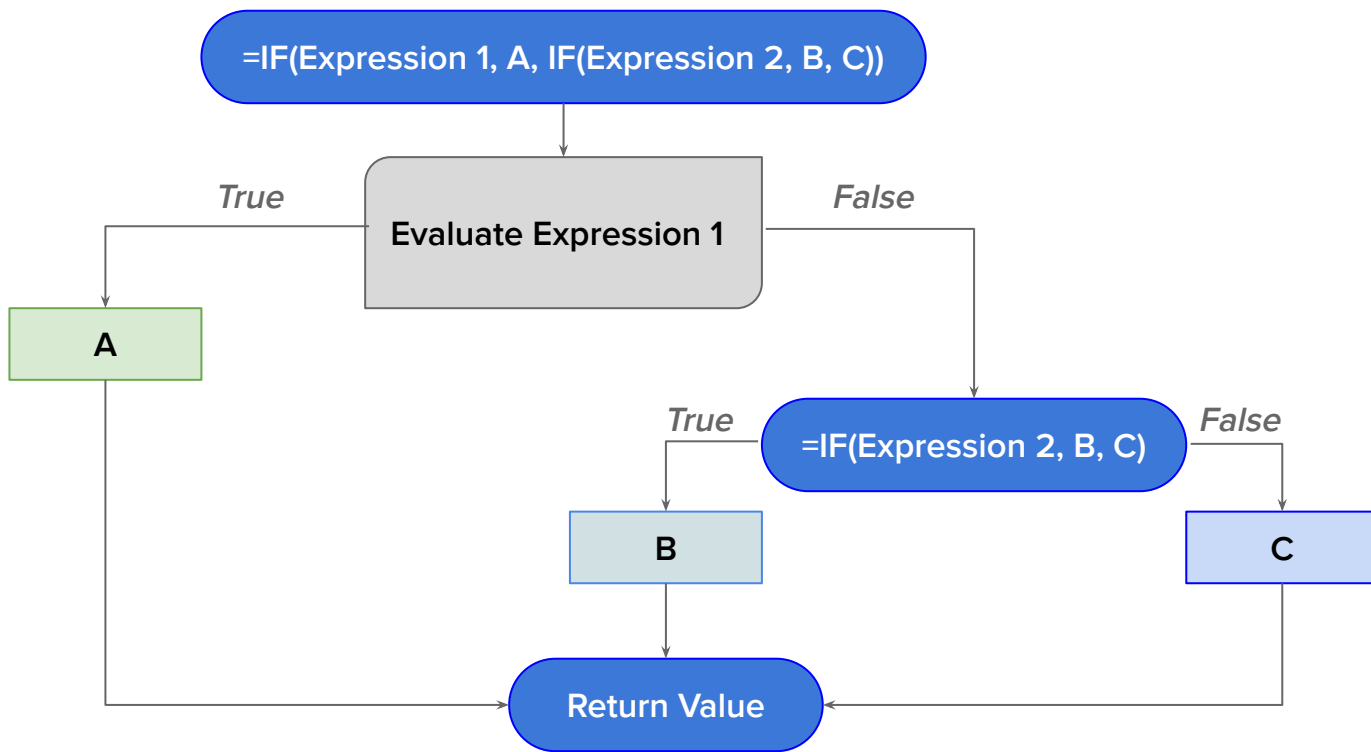 =IF(Expression 1, A, IF(Expression 2, B, C))
True
False
Evaluate Expression 1
A
True
False
=IF(Expression 2, B, C)
B
C
Return Value